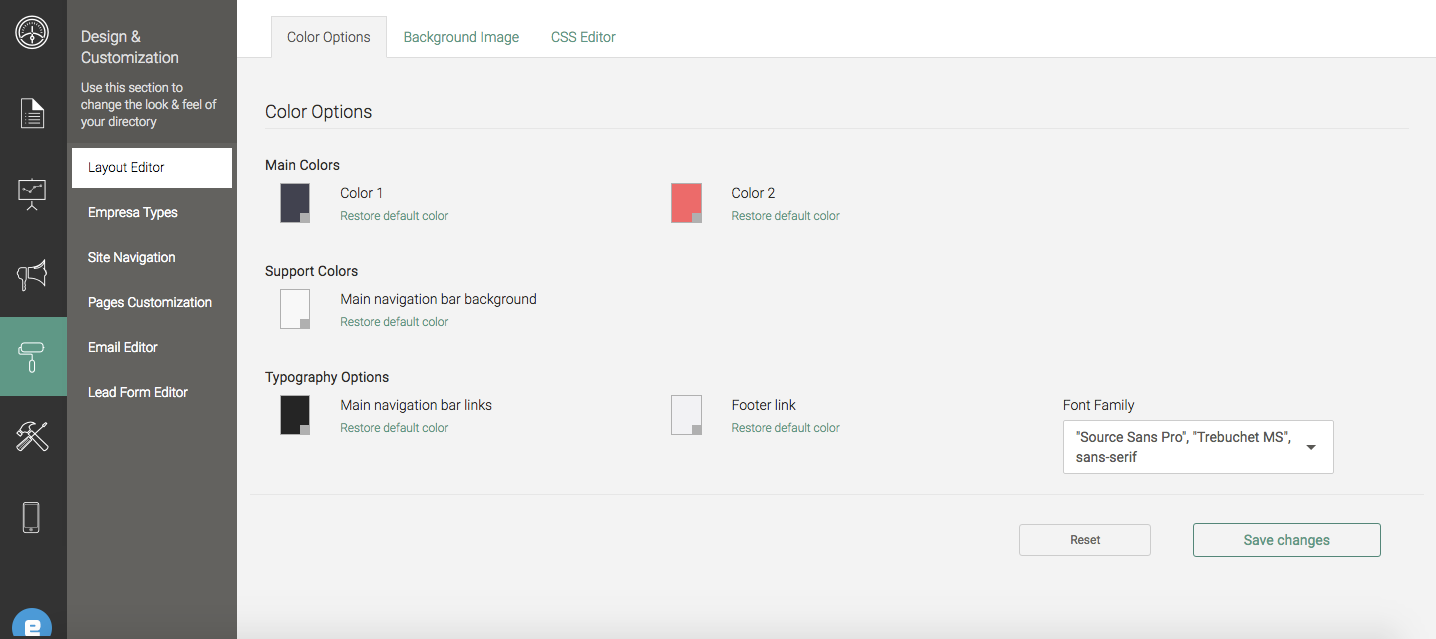 Design &
Customization
Use this section to
change the look & feel of
your directory
Layout Editor
Empresa Types
Site Navigation
Pages Customization
Email Editor
Lead Form Editor
Color Options
Background Image
CSS Editor
Color Options
Main Colors
Color 1
Restore default color
Color 2
Restore default color
Support Colors
Main navigation bar background
Restore default color
Typography Options
Main navigation bar links
Restore default color
Footer link
Restore default color
Font Family
"Source Sans Pro", "Trebuchet MS",
sans-serif
Reset
Save changes
e